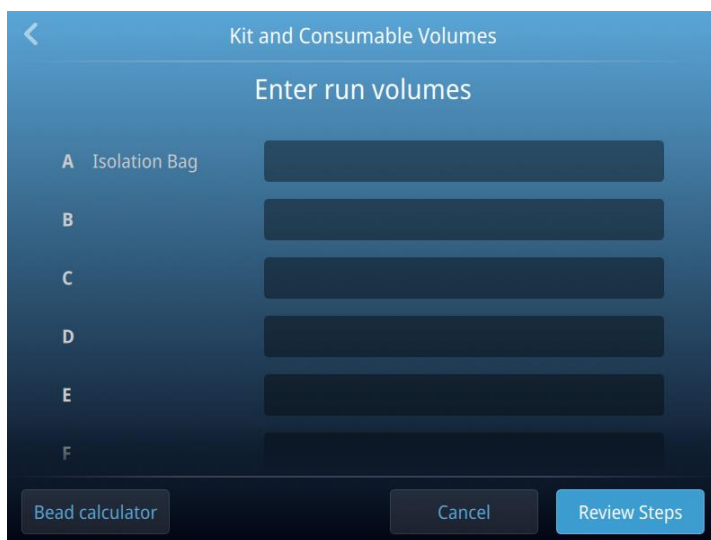 Kit and Consumable Volumes
Enter run volumes
A Isolation Bag
B
C
D
E
F
Bead calculator Cancel Review Steps